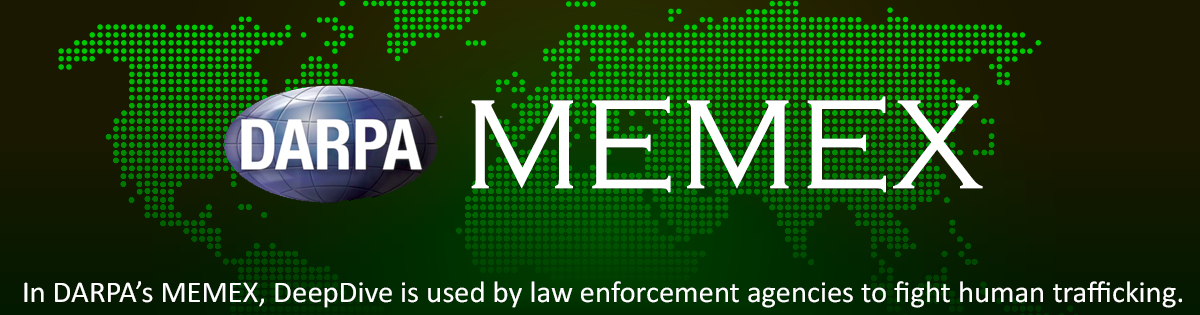 DARPA MEMEX
In DARPA’s MEMEX, DeepDive is used by law enforcement agencies to fight human trafficking.